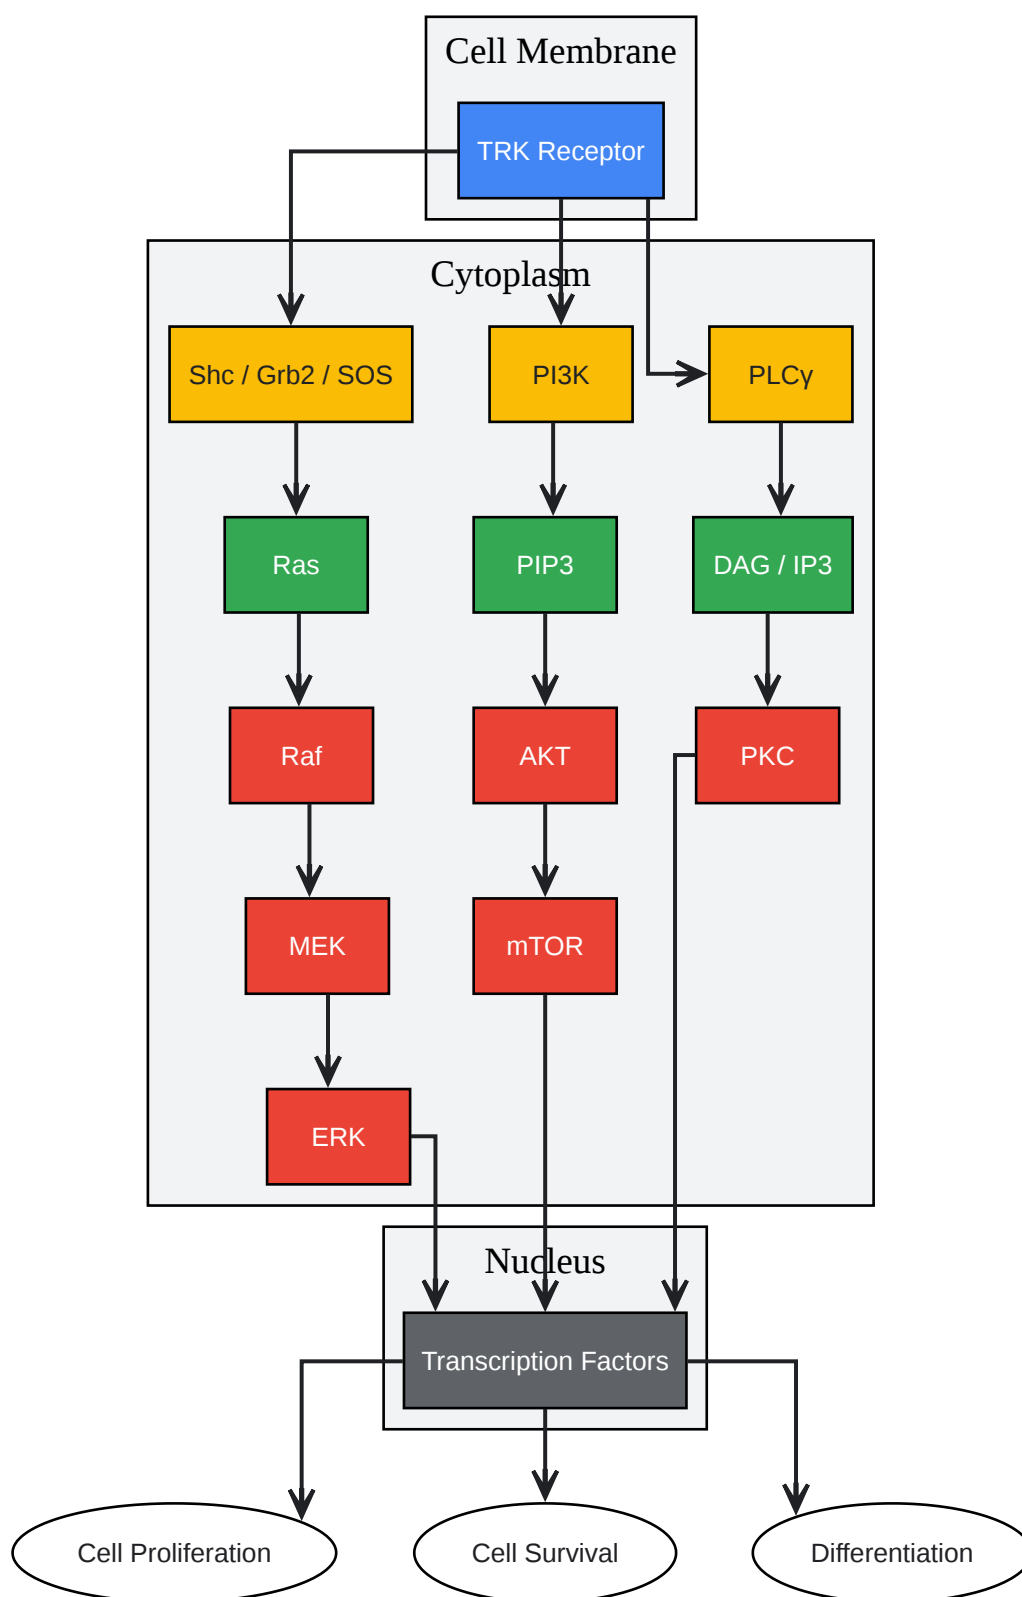 Cell Membrane
TRK Receptor
Cytoplasm
Shc / Grb2 / SOS
PI3K
PLCγ
Ras
PIP3
DAG / IP3
Raf
AKT
PKC
MEK
mTOR
ERK
Nucleus
Transcription Factors
Cell Proliferation
Cell Survival
Differentiation